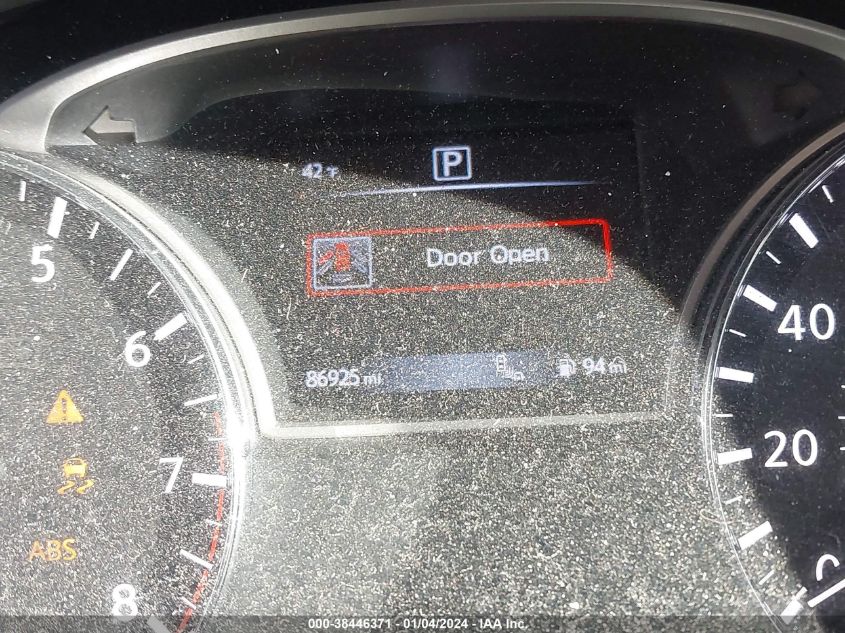 42°F
P
Door Open
86925 mi
94 mi
5
6
7
8
ABS
40
20
0
000-38446371 - 01/04/2024 - IAA Inc.